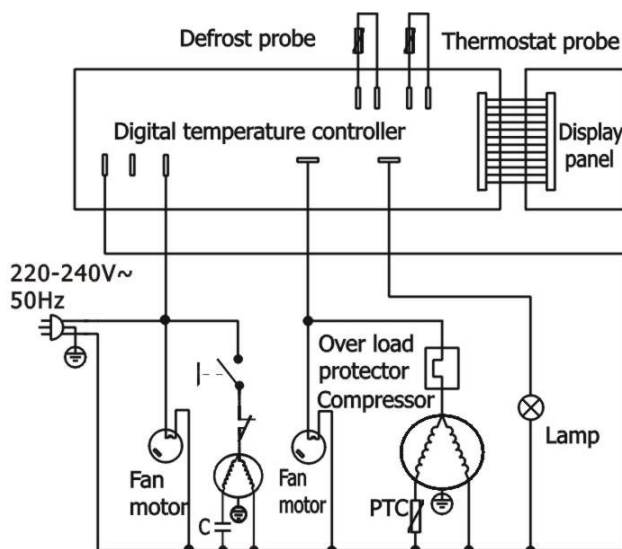 Defrost probe
Thermostat probe
Digital temperature controller
Display
panel
220-240V~
50Hz
Over load
protector
Compressor
Lamp
Fan
motor
Fan
motor
C
PTC